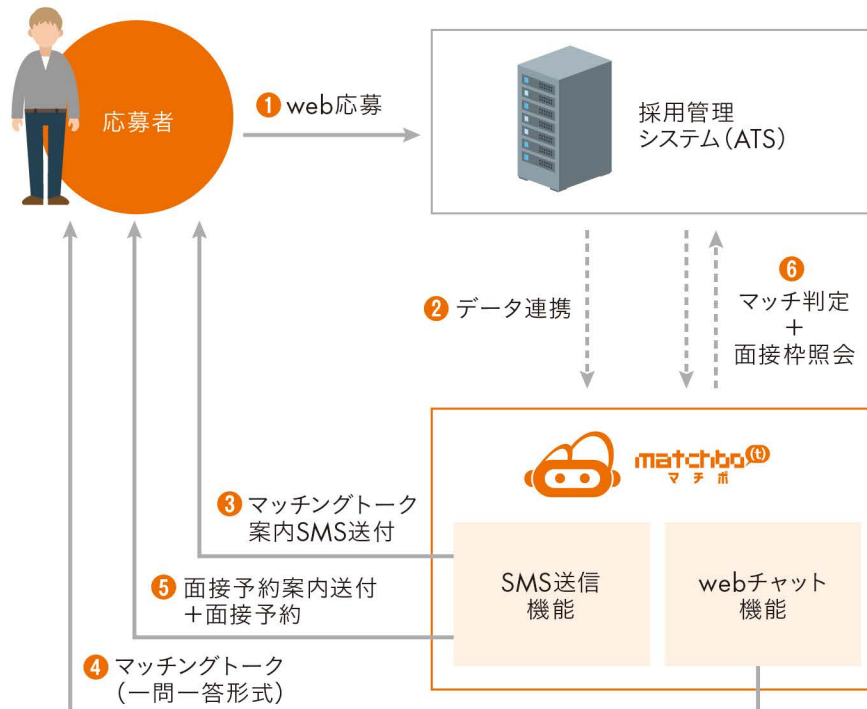 応募者
❶ web応募
採用管理
システム(ATS)
❷ データ連携
❻
マッチ判定
+
面接枠照会
matchbo(t)
マチボ
❸ マッチングトーク
案内SMS送付
❺ 面接予約案内送付
+面接予約
SMS送信
機能
webチャット
機能
❹ マッチングトーク
(一問一答形式)